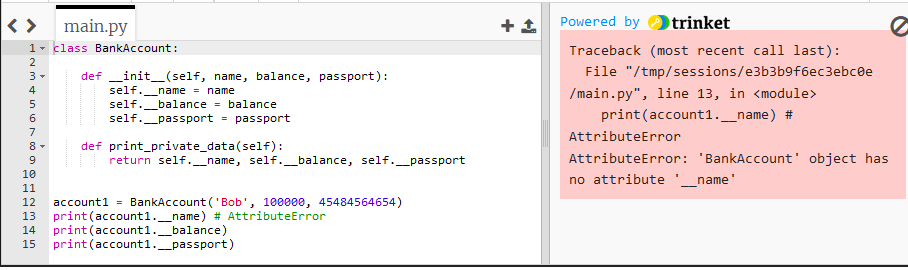 main.py
1 class BankAccount:
2
3 def __init__(self, name, balance, passport):
4 self.__name = name
5 self.__balance = balance
6 self.__passport = passport
7
8 def print_private_data(self):
9 return self.__name, self.__balance, self.__passport
10
11
12 account1 = BankAccount('Bob', 100000, 45484564654)
13 print(account1.__name) # AttributeError
14 print(account1.__balance)
15 print(account1.__passport)
Powered by trinket
Traceback (most recent call last):
File "/tmp/sessions/e3b3b9f6ec3ebc0e
/main.py", line 13, in <module>
print(account1.__name) #
AttributeError
AttributeError: 'BankAccount' object has
no attribute '__name'